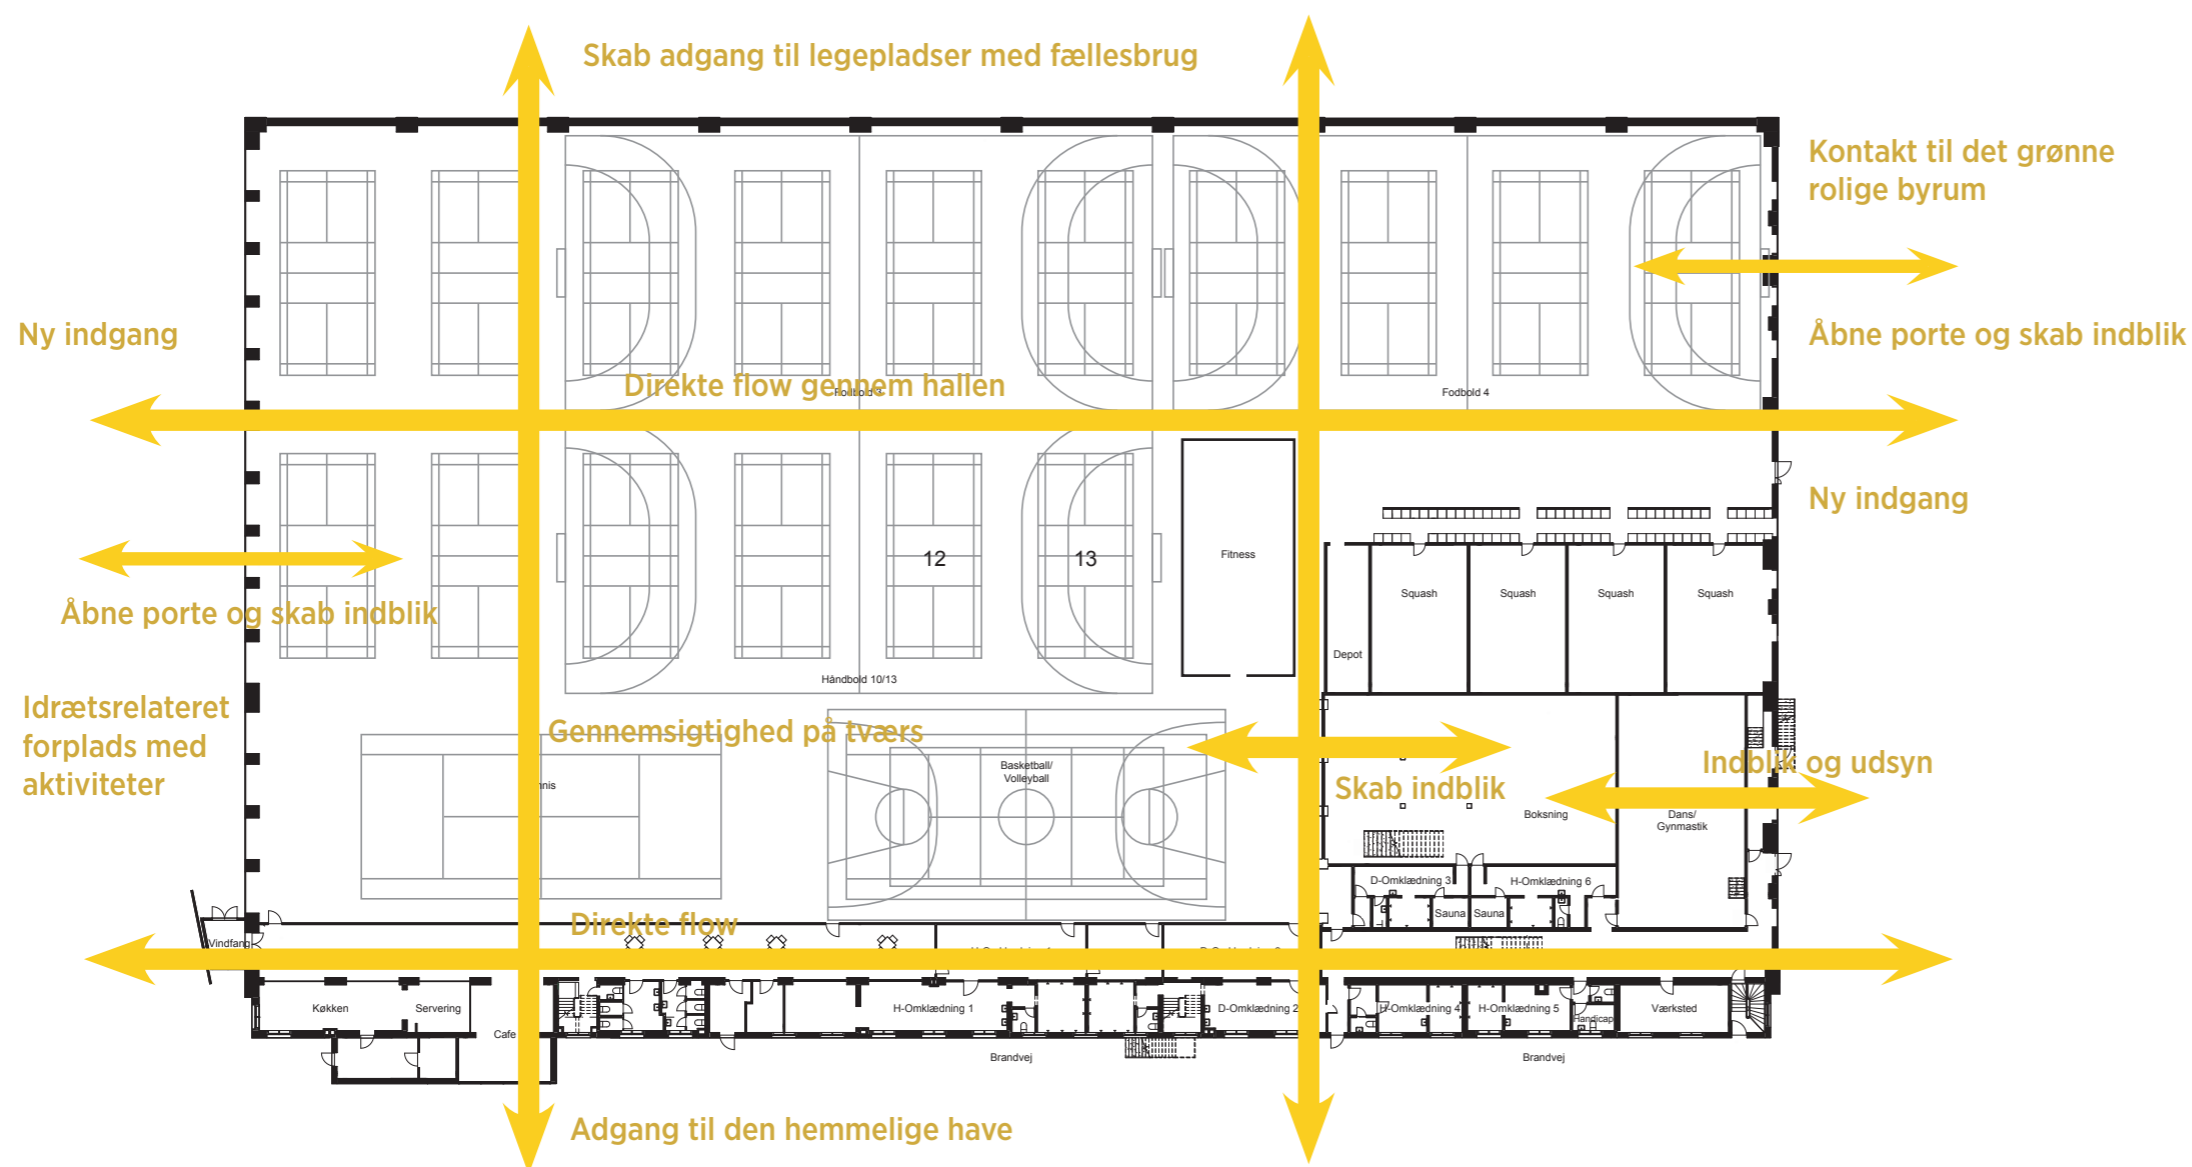 Skab adgang til legepladser med fællesbrug
Kontakt til det grønne
rolige byrum
Ny indgang
Åbne porte og skab indblik
Direkte flow gennem hallen
Fodbold 3
Fodbold 4
Ny indgang
12
13
Fitness
Squash
Squash
Squash
Squash
Åbne porte og skab indblik
Depot
Håndbold 10/13
Idrætsrelateret
forplads med
aktiviteter
Gennemsigtighed på tværs
Basketball/
Volleyball
Skab indblik
Indblik og udsyn
Boksning
Dans/
Gynmastik
D-Omklædning 3
H-Omklædning 6
Sauna
Sauna
Direkte flow
Vindfang
Køkken
Servering
Cafe
H-Omklædning 1
D-Omklædning 2
H-Omklædning 4
H-Omklædning 5
Handicap
Værksted
Brandvej
Brandvej
Adgang til den hemmelige have